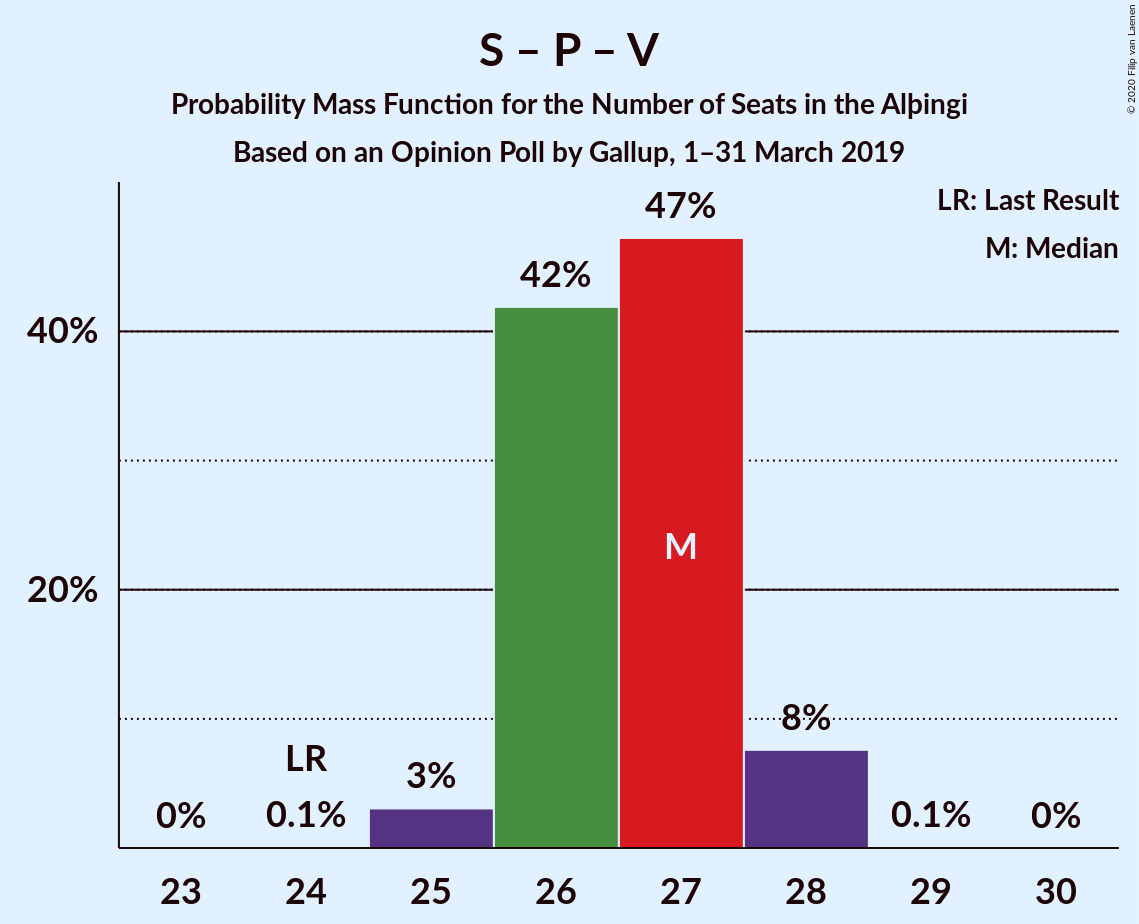 S – P – V
Probability Mass Function for the Number of Seats in the Alþingi
Based on an Opinion Poll by Gallup, 1–31 March 2019
© 2020 Filip van Laenen
LR: Last Result
M: Median
47%
42%
40%
M
20%
8%
LR
3%
0%
0.1%
0.1%
0%
23
24
25
26
27
28
29
30